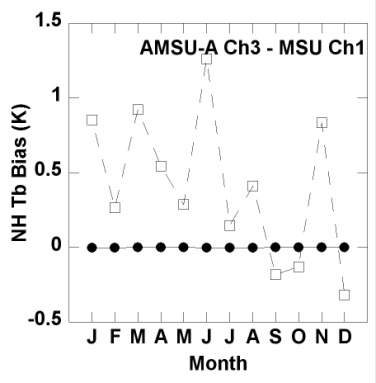 1.5
AMSU-A Ch3 - MSU Ch1
1
0.5
0
-0.5
NH Tb Bias (K)
J F M A M J J A S O N D
Month